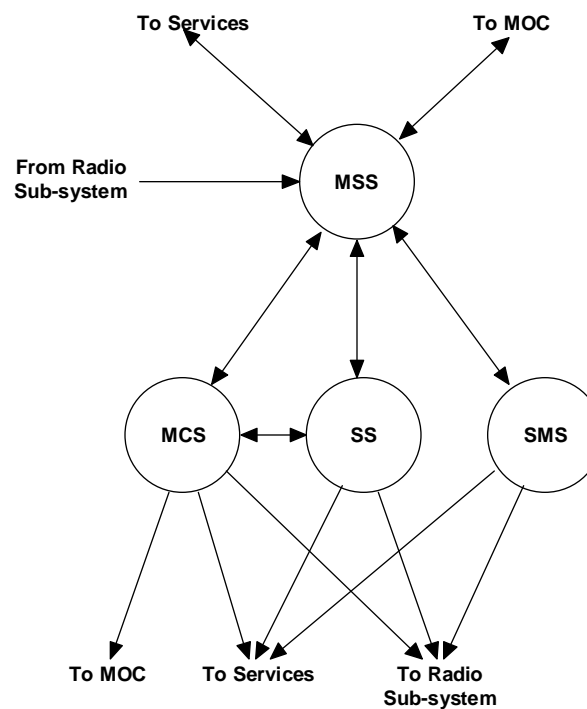 To Services
To MOC
From Radio
Sub-system
MSS
MCS
SS
SMS
To MOC
To Services
To Radio
Sub-system